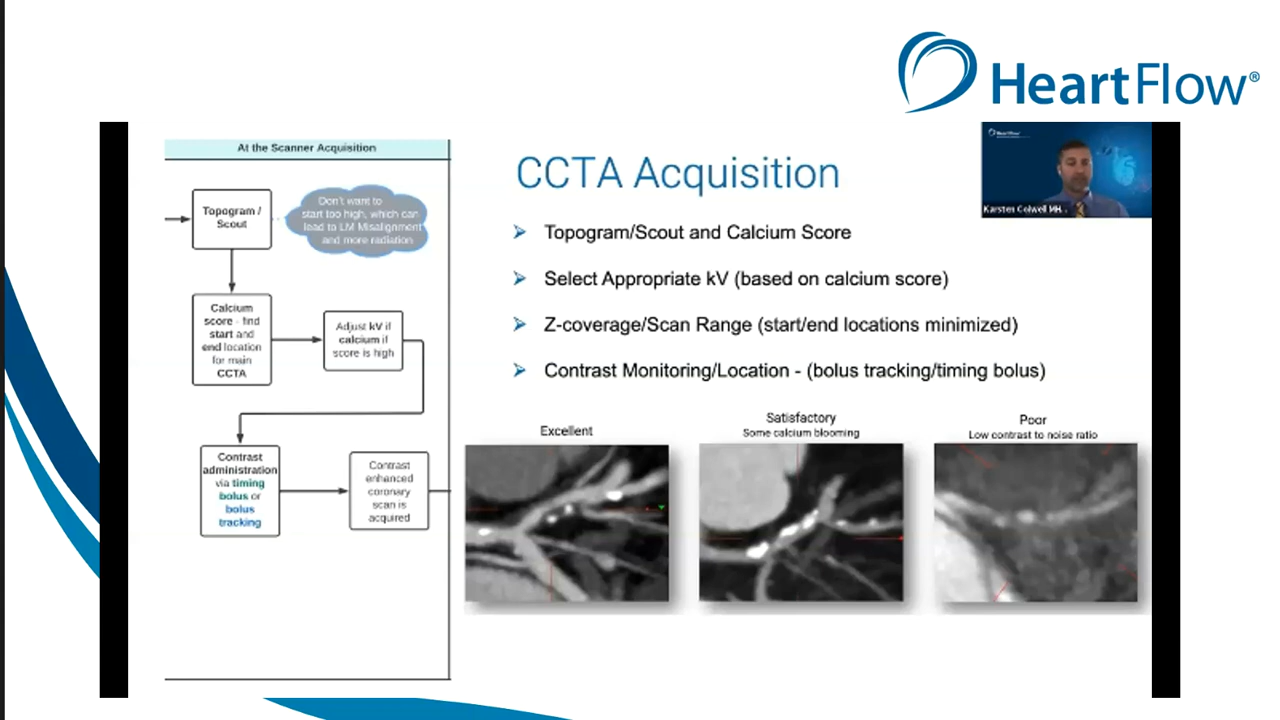 HeartFlow®
At the Scanner Acquisition
Topogram /
Scout
Don't want to
start too high, which can
lead to LM Misalignment
and more radiation
Calcium
score - find
start and
end location
for main
CCTA
Adjust kV if
calcium if
score is high
Contrast
administration
via timing
bolus or
bolus
tracking
Contrast
enhanced
coronary
scan is
acquired
CCTA Acquisition
Topogram/Scout and Calcium Score
Select Appropriate kV (based on calcium score)
Z-coverage/Scan Range (start/end locations minimized)
Contrast Monitoring/Location - (bolus tracking/timing bolus)
Excellent
Satisfactory
Some calcium blooming
Poor
Low contrast to noise ratio
HeartFlow
Karsten Colwell MH...